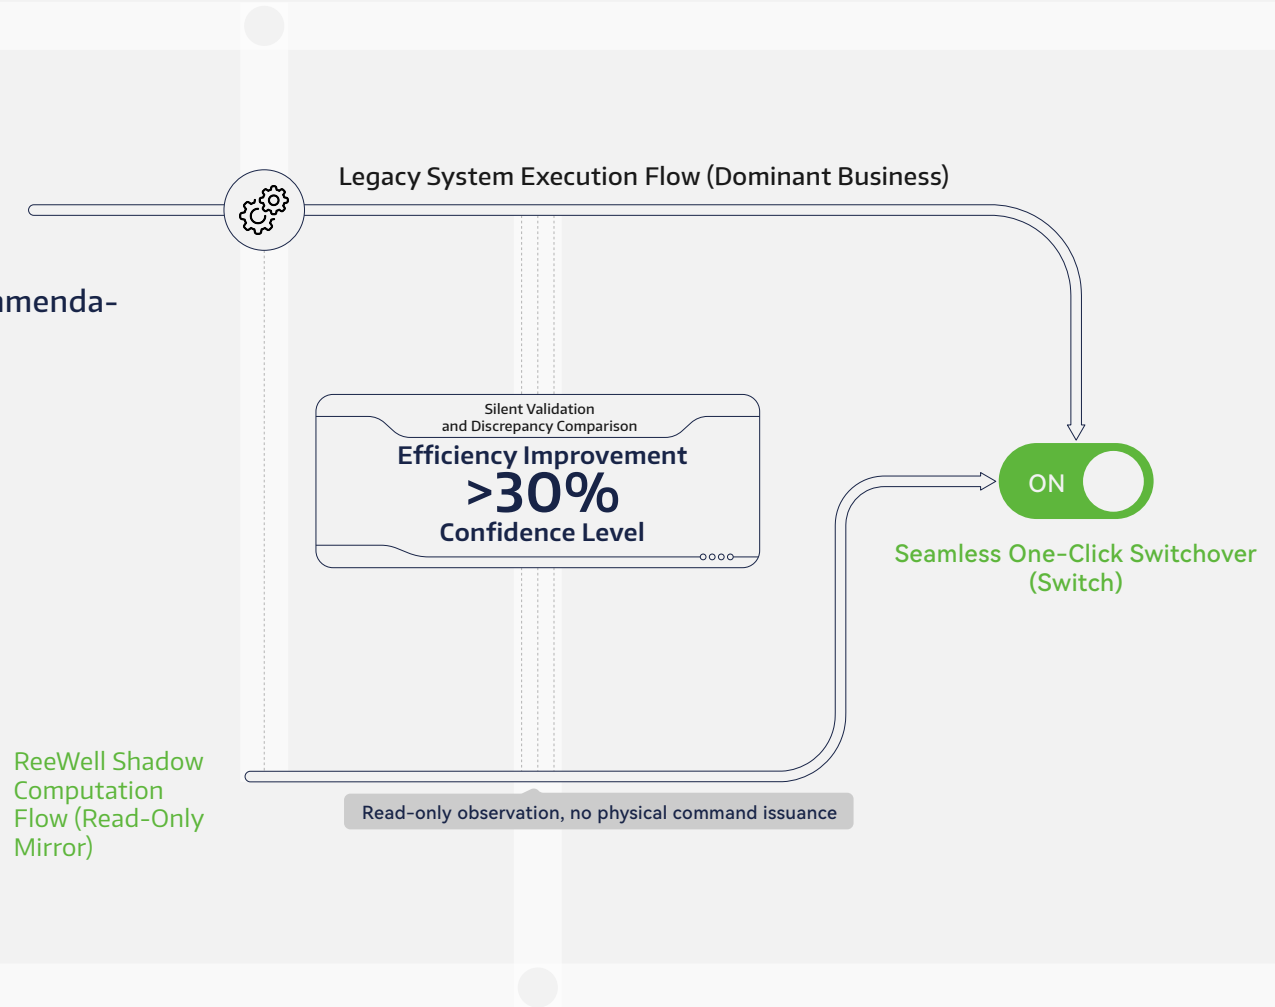 Legacy System Execution Flow (Dominant Business)
Silent Validation
and Discrepancy Comparison
Efficiency Improvement
>30%
Confidence Level
ON
Seamless One-Click Switchover
(Switch)
ReeWell Shadow
Computation
Flow (Read-Only
Mirror)
Read-only observation, no physical command issuance